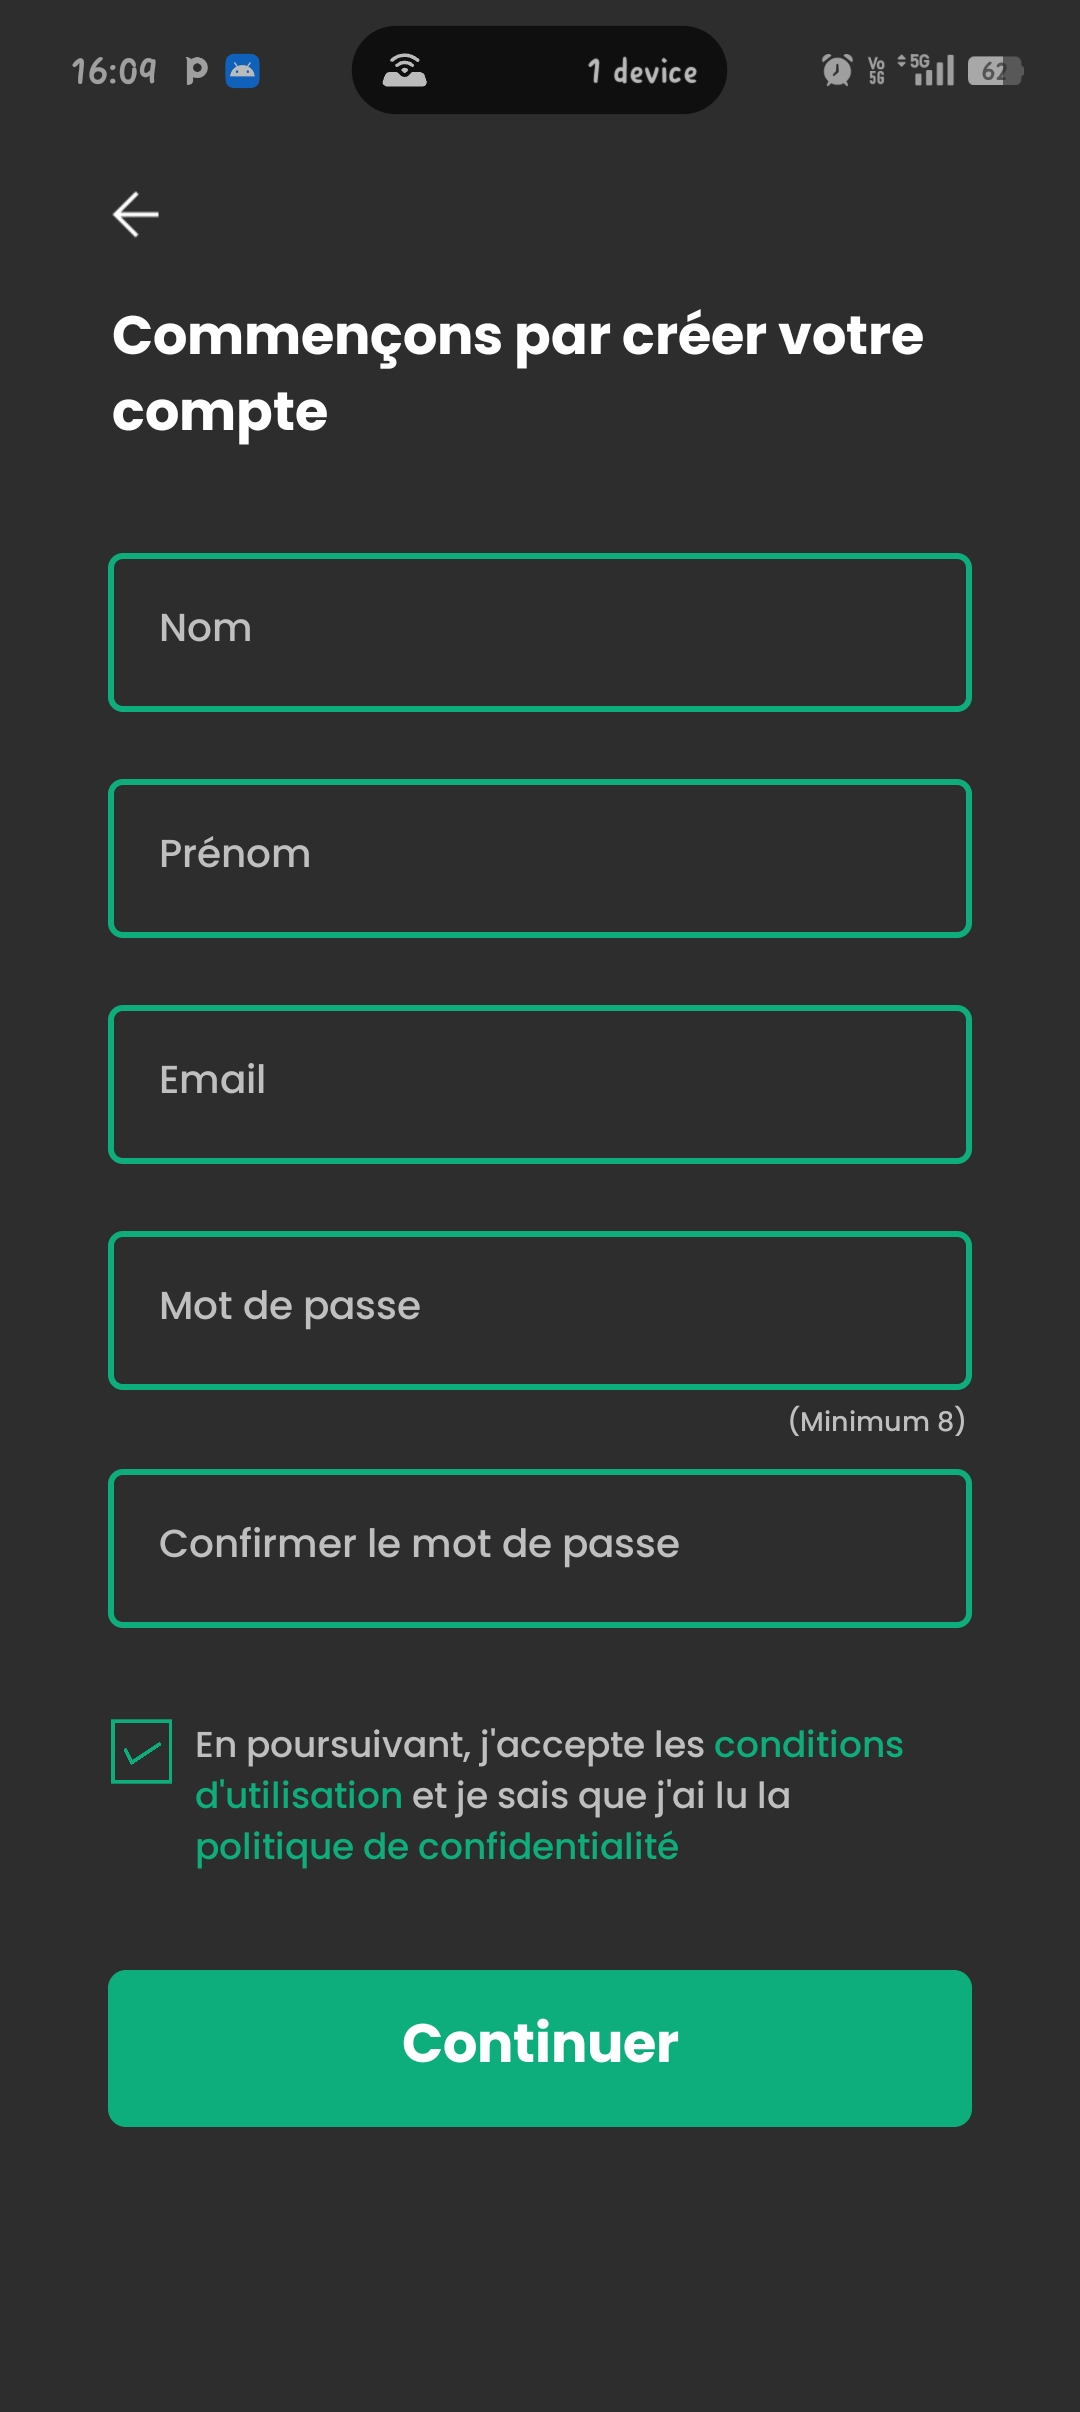 16:09
1 device
Vo
5G
5G
62
Commençons par créer votre
compte
Nom
Prénom
Email
Mot de passe
(Minimum 8)
Confirmer le mot de passe
En poursuivant, j'accepte les conditions
d'utilisation et je sais que j'ai lu la
politique de confidentialité
Continuer